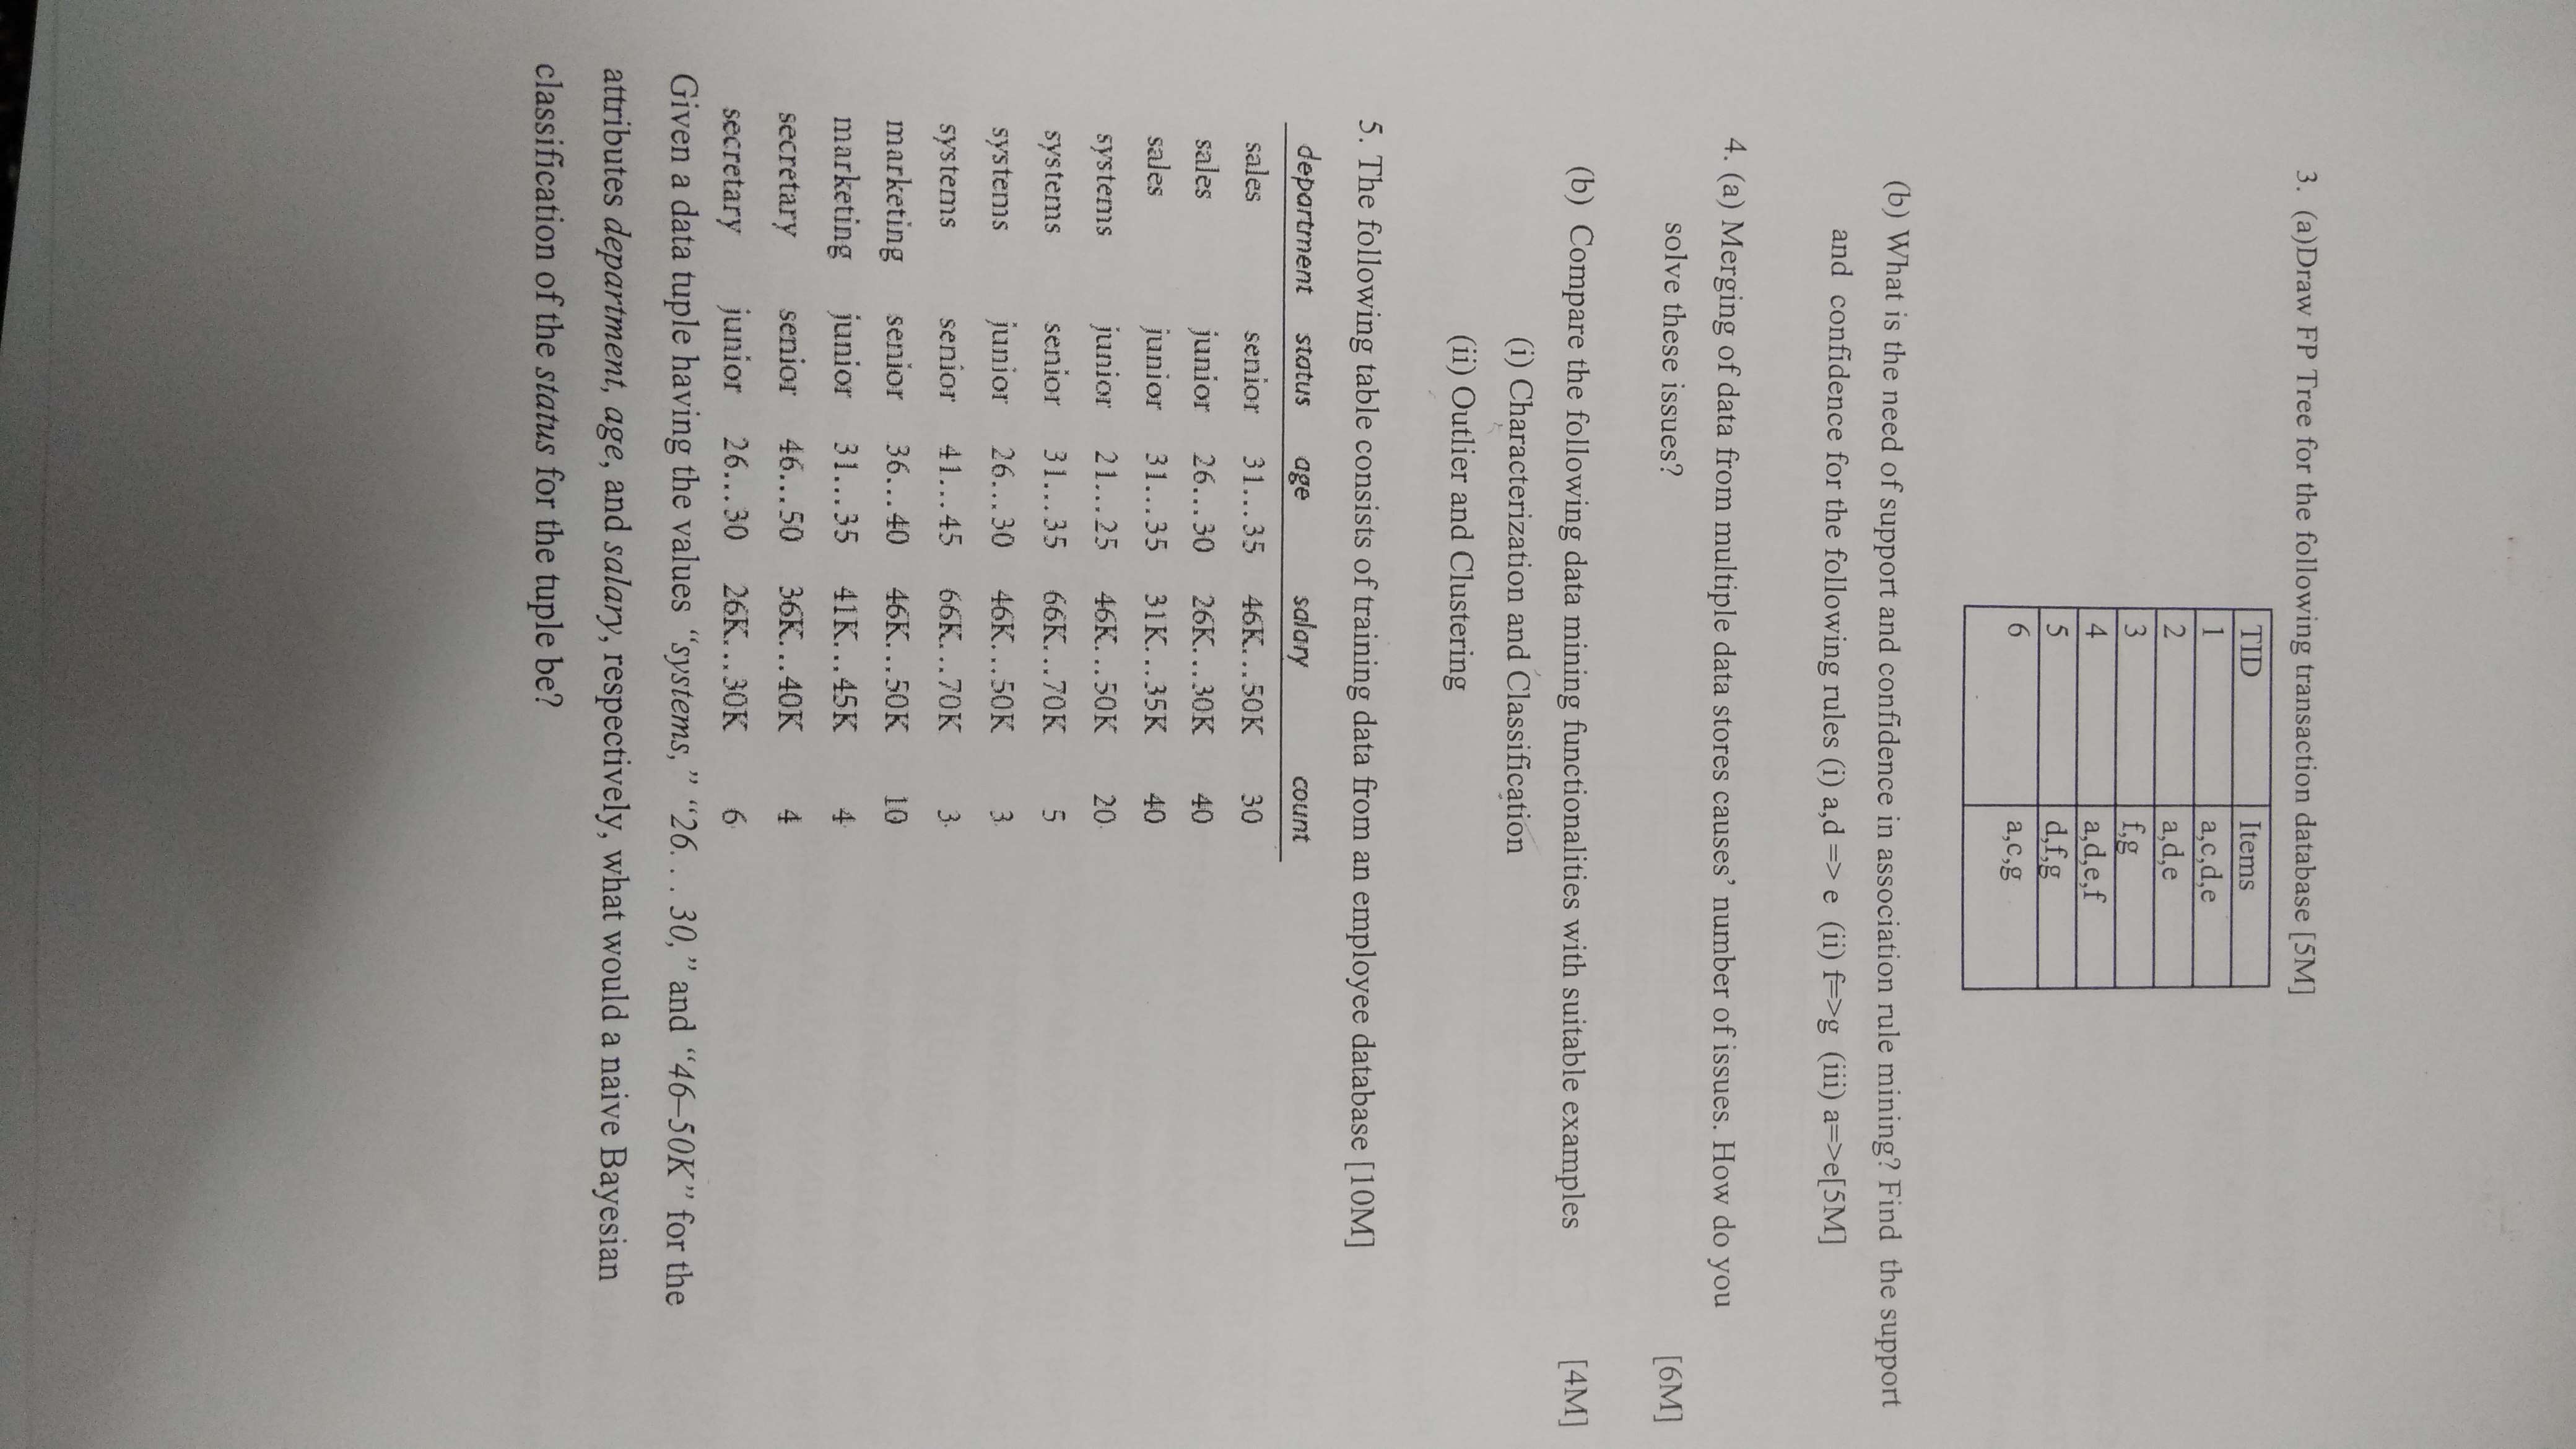 3. (a)Draw FP Tree for the following transaction database [5M]
TID Items
1 a,c,d,e
2 a,d,e
3 f,g
4 a,d,e,f
5 d,f,g
6 a,c,g
(b) What is the need of support and confidence in association rule mining? Find the support
and confidence for the following rules (i) a,d => e (ii) f=>g (iii) a=>e[5M]
4. (a) Merging of data from multiple data stores causes’ number of issues. How do you
solve these issues? [6M]
(b) Compare the following data mining functionalities with suitable examples [4M]
(i) Characterization and Classification
(ii) Outlier and Clustering
5. The following table consists of training data from an employee database [10M]
department status age salary count
sales senior 31...35 46K...50K 30
sales junior 26...30 26K...30K 40
sales junior 31...35 31K...35K 40
systems junior 21...25 46K...50K 20
systems senior 31...35 66K...70K 5
systems junior 26...30 46K...50K 3
systems senior 41...45 66K...70K 3
marketing senior 36...40 46K...50K 10
marketing junior 31...35 41K...45K 4
secretary senior 46...50 36K...40K 4
secretary junior 26...30 26K...30K 6
Given a data tuple having the values “systems,” “26. . . 30,” and “46–50K” for the
attributes department, age, and salary, respectively, what would a naive Bayesian
classification of the status for the tuple be?